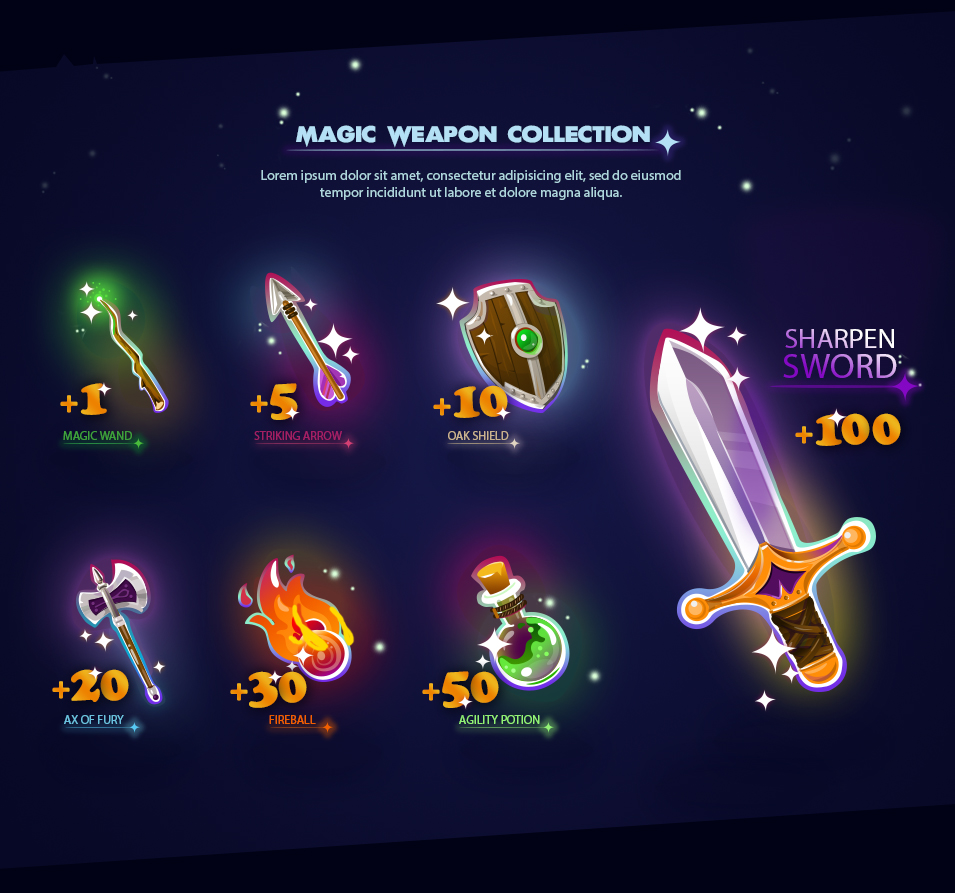 MAGIC WEAPON COLLECTION
Lorem ipsum dolor sit amet, consectetur adipisicing elit, sed do eiusmod
tempor incididunt ut labore et dolore magna aliqua.
+1
MAGIC WAND
+5
STRIKING ARROW
+10
OAK SHIELD
SHARPEN
SWORD
+100
+20
AX OF FURY
+30
FIREBALL
+50
AGILITY POTION